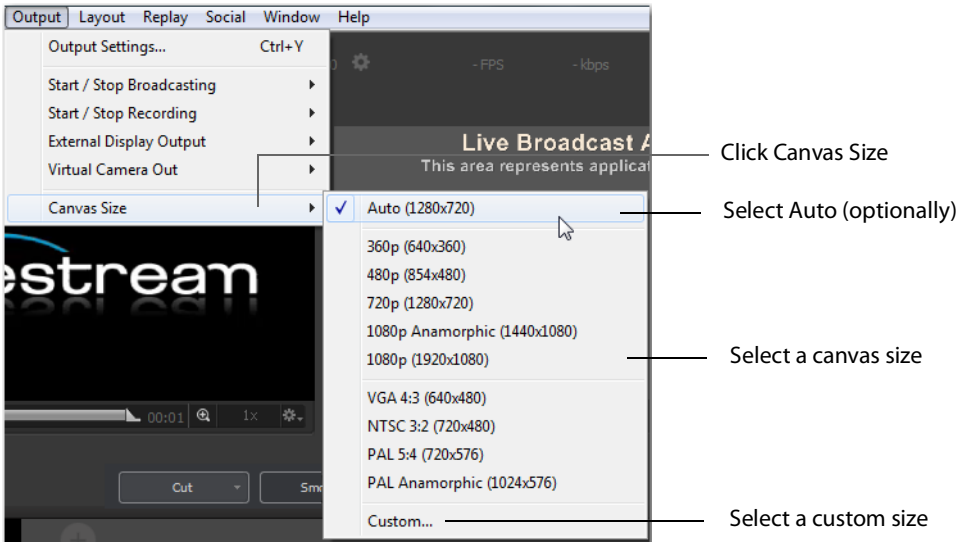 Output Layout Replay Social Window Help
Output Settings... Ctrl+Y
- FPS - kbps
Start / Stop Broadcasting
Start / Stop Recording
External Display Output
Live Broadcast A
Virtual Camera Out
This area represents applicat
Click Canvas Size
Canvas Size
Auto (1280x720)
Select Auto (optionally)
360p (640x360)
480p (854x480)
estream
720p (1280x720)
1080p Anamorphic (1440x1080)
1080p (1920x1080)
Select a canvas size
VGA 4:3 (640x480)
00:01 1x
NTSC 3:2 (720x480)
PAL 5:4 (720x576)
PAL Anamorphic (1024x576)
Cut Smo
Custom...
Select a custom size